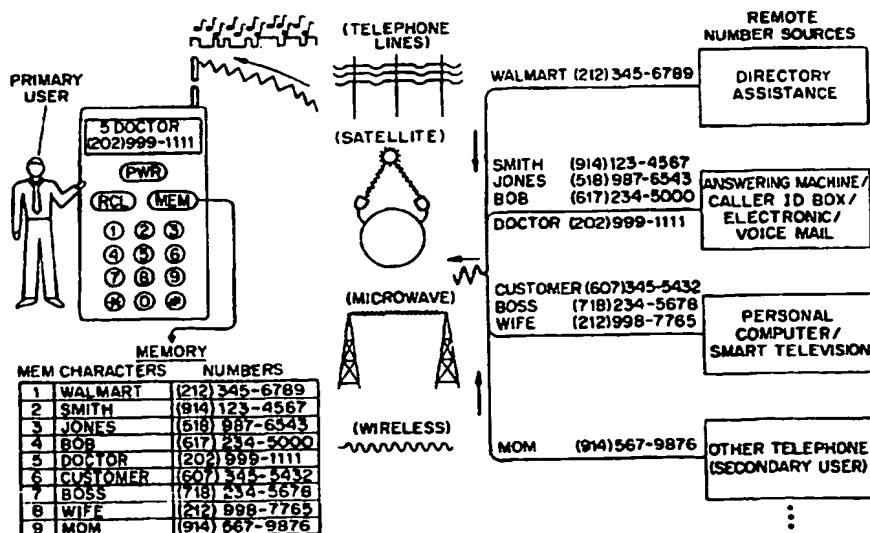 REMOTE
NUMBER SOURCES
(TELEPHONE
LINES)
PRIMARY
USER
WALMART (212)345-6789
DIRECTORY
ASSISTANCE
5 DOCTOR
(202)999-1111
PWR
RCL
MEM
1 2 3
4 5 6
7 8 9
* 0 #
(SATELLITE)
SMITH (914)123-4567
JONES (518)987-6543
BOB (617)234-5000
DOCTOR (202)999-1111
ANSWERING MACHINE/
CALLER ID BOX/
ELECTRONIC/
VOICE MAIL
(MICROWAVE)
CUSTOMER (607)345-5432
BOSS (718)234-5678
WIFE (212)998-7765
PERSONAL
COMPUTER/
SMART TELEVISION
(WIRELESS)
MOM (914)567-9876
OTHER TELEPHONE
(SECONDARY USER)
MEMORY
MEM CHARACTERS NUMBERS
1 WALMART (212) 345-6789
2 SMITH (914) 123-4567
3 JONES (518) 987-6543
4 BOB (617) 234-5000
5 DOCTOR (202) 999-1111
6 CUSTOMER (607) 345-5432
7 BOSS (718) 234-5678
8 WIFE (212) 998-7765
9 MOM (914) 567-9876